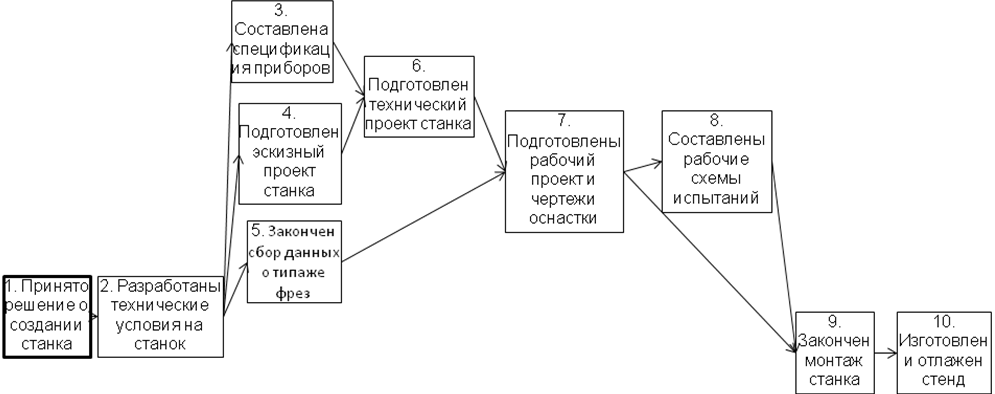 3.
Составлена
спецификац
ия приборов
6.
Подготовлен
технический
проект станка
4.
Подготовлен
эскизный
проект
станка
7.
Подготовлены
рабочий
проект и
чертежи
оснастки
8.
Составлены
рабочие
схемы
испытаний
5. Закончен
сбор данных
о типаже
фрез
1. Принято
решение о
создании
станка
2. Разработаны
технические
условия на
станок
9.
Закончен
монтаж
станка
10.
Изготовлен
и отлажен
стенд